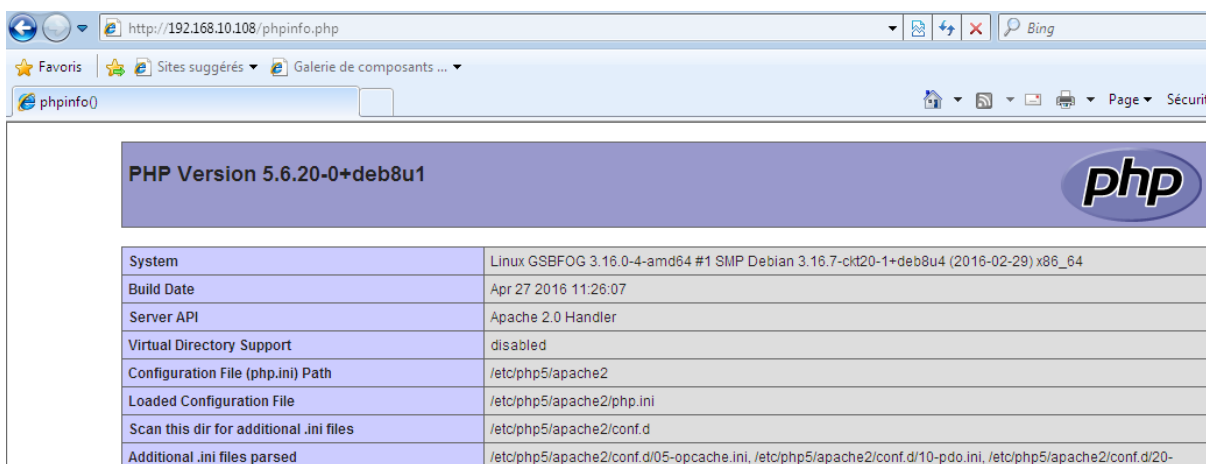 http://192.168.10.108/phpinfo.php Bing
Favoris Sites suggérés Galerie de composants ...
phpinfo() Page
PHP Version 5.6.20-0+deb8u1 php
System Linux GSBFOG 3.16.0-4-amd64 #1 SMP Debian 3.16.7-ckt20-1+deb8u4 (2016-02-29) x86_64
Build Date Apr 27 2016 11:26:07
Server API Apache 2.0 Handler
Virtual Directory Support disabled
Configuration File (php.ini) Path /etc/php5/apache2
Loaded Configuration File /etc/php5/apache2/php.ini
Scan this dir for additional .ini files /etc/php5/apache2/conf.d
Additional .ini files parsed /etc/php5/apache2/conf.d/05-opcache.ini, /etc/php5/apache2/conf.d/10-pdo.ini, /etc/php5/apache2/conf.d/20-